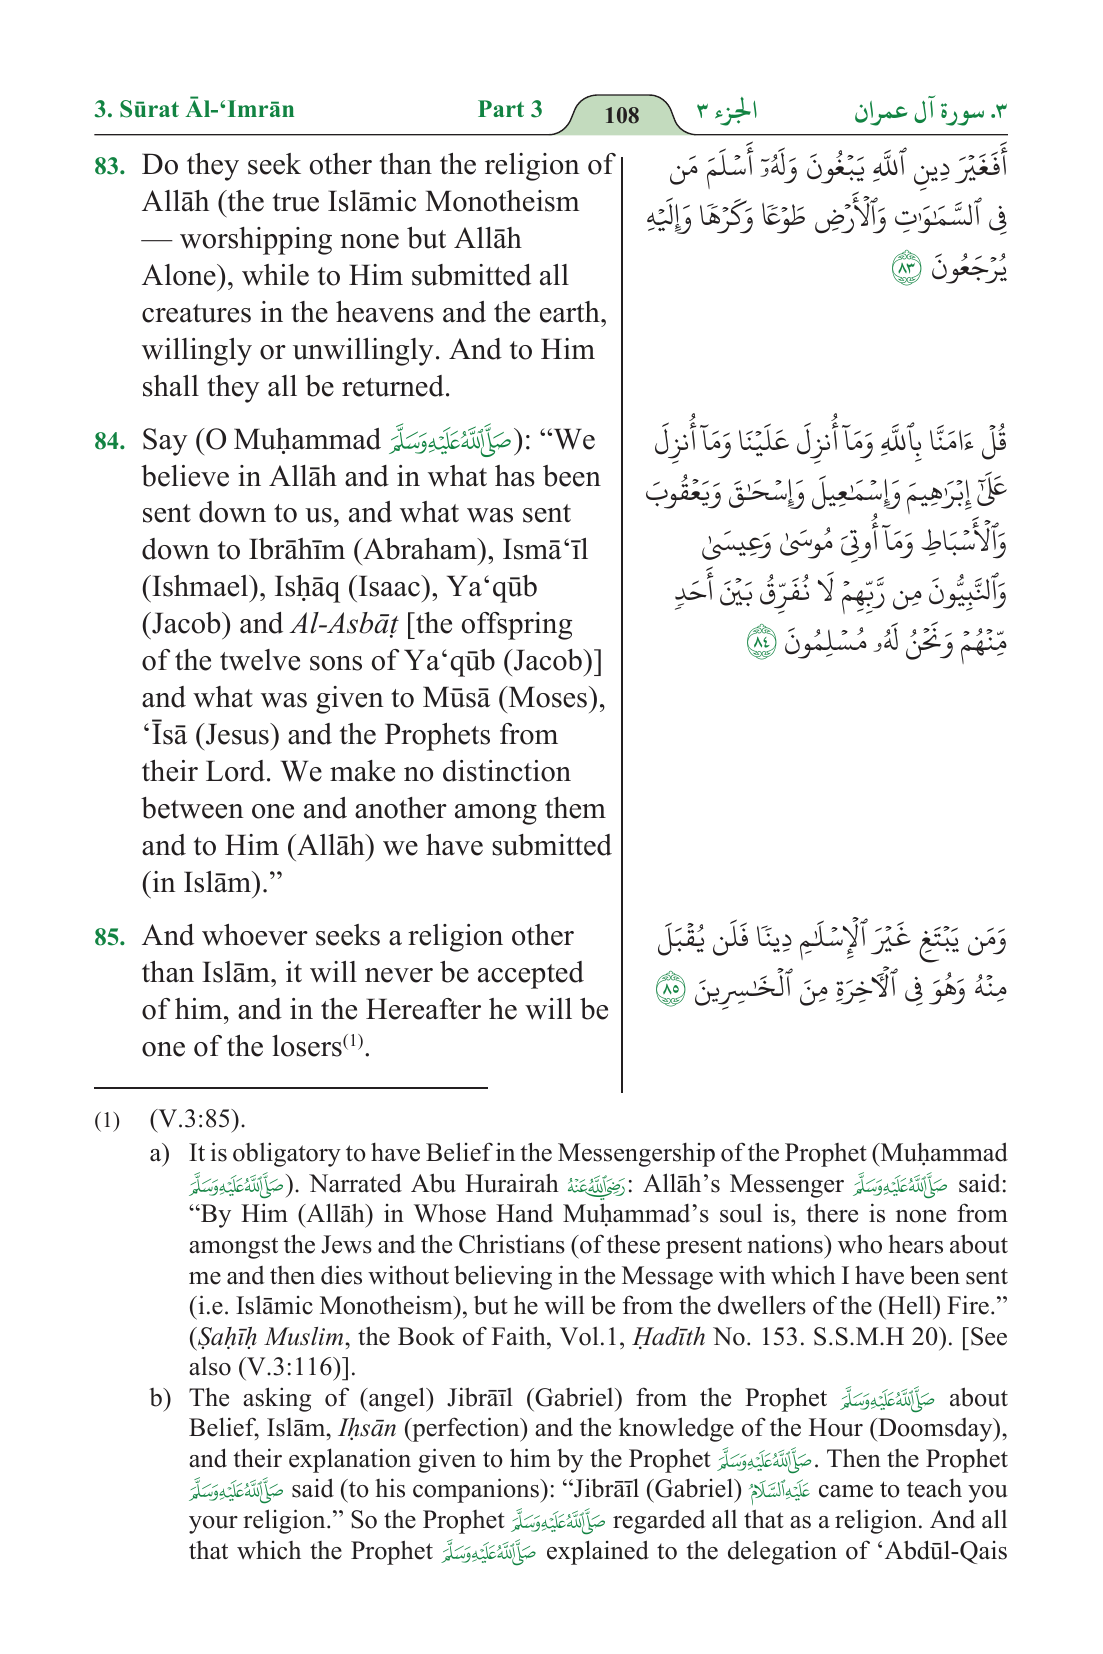 3. Sūrat Āl-‘Imrān Part 3 108 الجزء ٣ ٣. سورة آل عمران
83. Do they seek other than the religion of
Allāh (the true Islāmic Monotheism
— worshipping none but Allāh
Alone), while to Him submitted all
creatures in the heavens and the earth,
willingly or unwillingly. And to Him
shall they all be returned.
أَفَغَيْرَ دِينِ ٱللَّهِ يَبْغُونَ وَلَهُۥٓ أَسْلَمَ مَن
فِى ٱلسَّمَـٰوَٰتِ وَٱلْأَرْضِ طَوْعًا وَكَرْهًا وَإِلَيْهِ
يُرْجَعُونَ ٨٣
84. Say (O Muḥammad ﷺ): “We
believe in Allāh and in what has been
sent down to us, and what was sent
down to Ibrāhīm (Abraham), Ismā‘īl
(Ishmael), Isḥāq (Isaac), Ya‘qūb
(Jacob) and Al-Asbāṭ [the offspring
of the twelve sons of Ya‘qūb (Jacob)]
and what was given to Mūsā (Moses),
‘Īsā (Jesus) and the Prophets from
their Lord. We make no distinction
between one and another among them
and to Him (Allāh) we have submitted
(in Islām).”
قُلْ ءَامَنَّا بِٱللَّهِ وَمَآ أُنزِلَ عَلَيْنَا وَمَآ أُنزِلَ
عَلَىٰٓ إِبْرَٰهِيمَ وَإِسْمَـٰعِيلَ وَإِسْحَـٰقَ وَيَعْقُوبَ
وَٱلْأَسْبَاطِ وَمَآ أُوتِىَ مُوسَىٰ وَعِيسَىٰ
وَٱلنَّبِيُّونَ مِن رَّبِّهِمْ لَا نُفَرِّقُ بَيْنَ أَحَدٍ
مِّنْهُمْ وَنَحْنُ لَهُۥ مُسْلِمُونَ ٨٤
85. And whoever seeks a religion other
than Islām, it will never be accepted
of him, and in the Hereafter he will be
one of the losers(1).
وَمَن يَبْتَغِ غَيْرَ ٱلْإِسْلَـٰمِ دِينًا فَلَن يُقْبَلَ
مِنْهُ وَهُوَ فِى ٱلْـَٔاخِرَةِ مِنَ ٱلْخَـٰسِرِينَ ٨٥
(1) (V.3:85).
a) It is obligatory to have Belief in the Messengership of the Prophet (Muḥammad
ﷺ). Narrated Abu Hurairah رَضِيَ ٱللَّهُ عَنْهُ: Allāh’s Messenger ﷺ said:
“By Him (Allāh) in Whose Hand Muḥammad’s soul is, there is none from
amongst the Jews and the Christians (of these present nations) who hears about
me and then dies without believing in the Message with which I have been sent
(i.e. Islāmic Monotheism), but he will be from the dwellers of the (Hell) Fire.”
(Ṣaḥīḥ Muslim, the Book of Faith, Vol.1, Ḥadīth No. 153. S.S.M.H 20). [See
also (V.3:116)].
b) The asking of (angel) Jibrāīl (Gabriel) from the Prophet ﷺ about
Belief, Islām, Iḥsān (perfection) and the knowledge of the Hour (Doomsday),
and their explanation given to him by the Prophet ﷺ. Then the Prophet
ﷺ said (to his companions): “Jibrāīl (Gabriel) عَلَيْهِ ٱلسَّلَامُ came to teach you
your religion.” So the Prophet ﷺ regarded all that as a religion. And all
that which the Prophet ﷺ explained to the delegation of ‘Abdūl-Qais